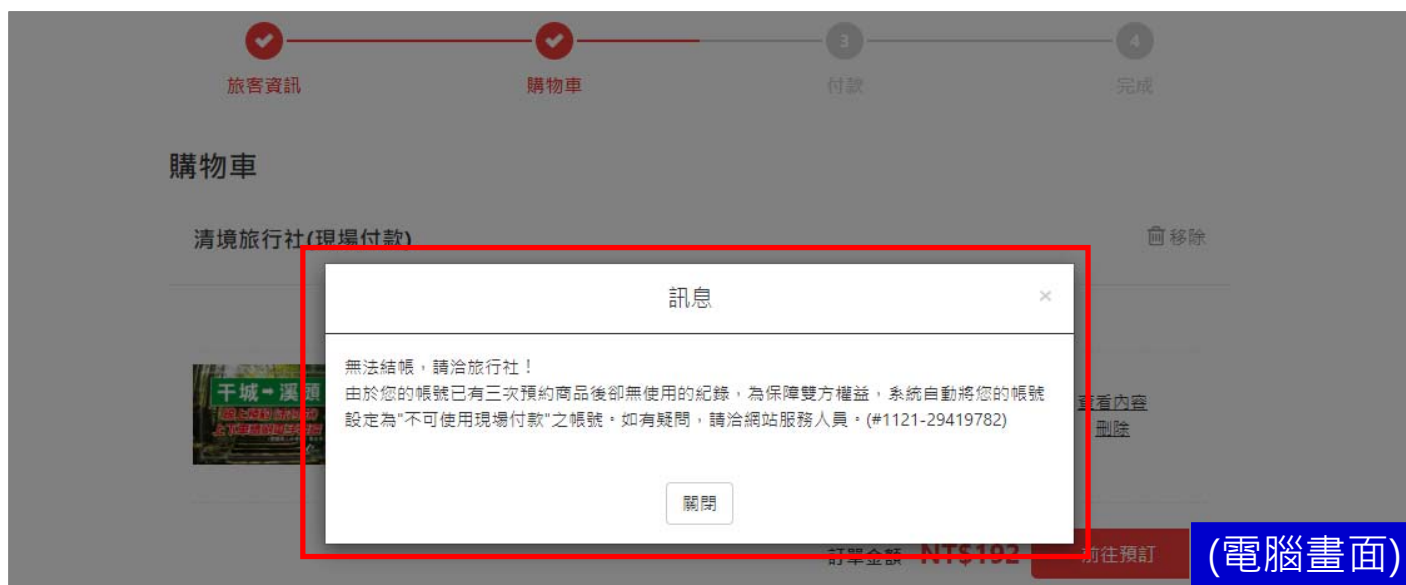 3
4
旅客資訊
購物車
付款
完成
購物車
清境旅行社(現場付款)
移除
訊息
×
無法結帳，請洽旅行社！
由於您的帳號已有三次預約商品後卻無使用的紀錄，為保障雙方權益，系統自動將您的帳號
設定為"不可使用現場付款"之帳號。如有疑問，請洽網站服務人員。(#1121-29419782)
干城➡溪頭
查看內容
刪除
關閉
訂單金額 NT$192
前往預訂
(電腦畫面)